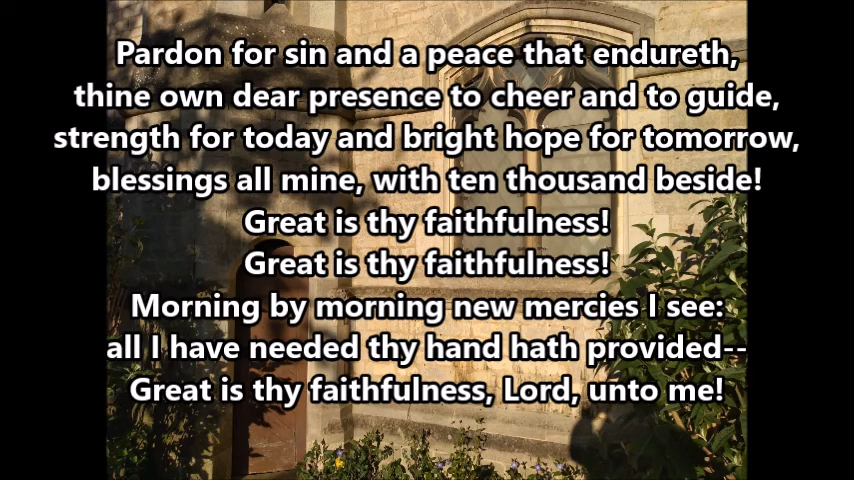 Pardon for sin and a peace that endureth,
thine own dear presence to cheer and to guide,
strength for today and bright hope for tomorrow,
blessings all mine, with ten thousand beside!
Great is thy faithfulness!
Great is thy faithfulness!
Morning by morning new mercies I see:
all I have needed thy hand hath provided--
Great is thy faithfulness, Lord, unto me!